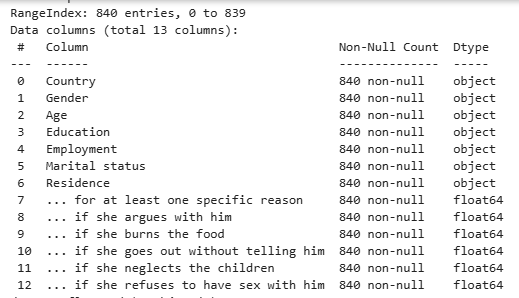 RangeIndex: 840 entries, 0 to 839
Data columns (total 13 columns):
# Column Non-Null Count Dtype
--- ------ -------------- -----
0 Country 840 non-null object
1 Gender 840 non-null object
2 Age 840 non-null object
3 Education 840 non-null object
4 Employment 840 non-null object
5 Marital status 840 non-null object
6 Residence 840 non-null object
7 ... for at least one specific reason 840 non-null float64
8 ... if she argues with him 840 non-null float64
9 ... if she burns the food 840 non-null float64
10 ... if she goes out without telling him 840 non-null float64
11 ... if she neglects the children 840 non-null float64
12 ... if she refuses to have sex with him 840 non-null float64